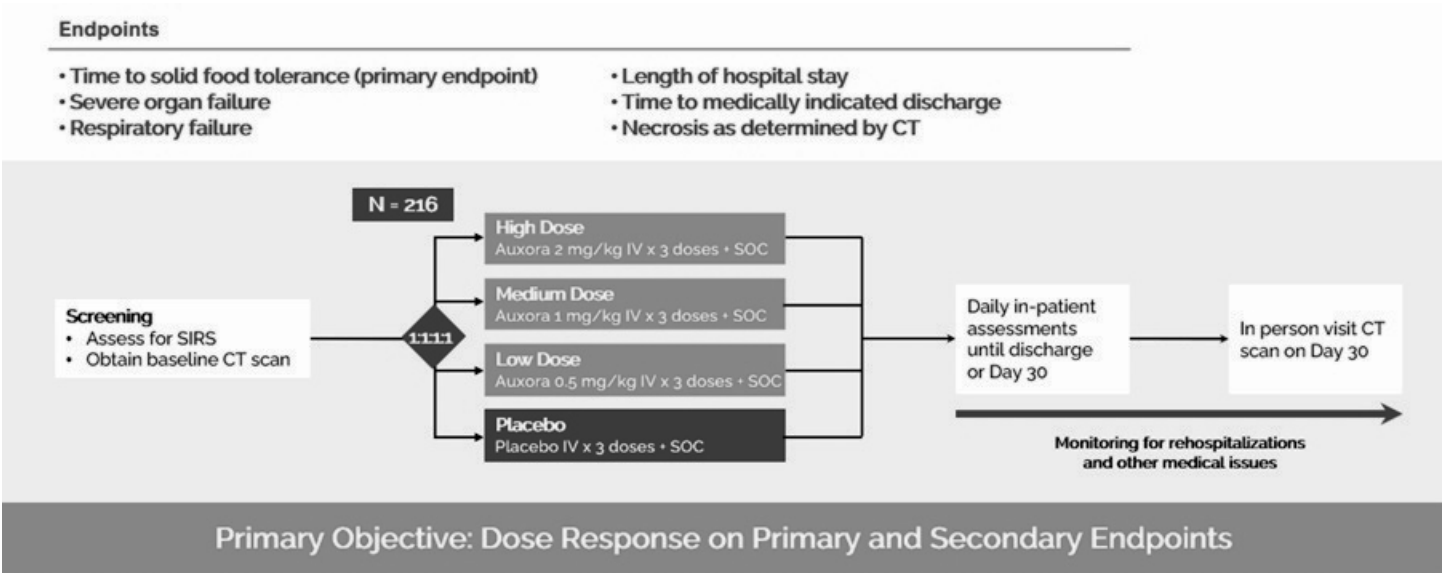 Endpoints
• Time to solid food tolerance (primary endpoint)
• Severe organ failure
• Respiratory failure
• Length of hospital stay
• Time to medically indicated discharge
• Necrosis as determined by CT
N = 216
Screening
• Assess for SIRS
• Obtain baseline CT scan
1:1:1:1
High Dose
Auxora 2 mg/kg IV x 3 doses + SOC
Medium Dose
Auxora 1 mg/kg IV x 3 doses + SOC
Low Dose
Auxora 0.5 mg/kg IV x 3 doses + SOC
Placebo
Placebo IV x 3 doses + SOC
Daily in-patient
assessments
until discharge
or Day 30
In person visit CT
scan on Day 30
Monitoring for rehospitalizations
and other medical issues
Primary Objective: Dose Response on Primary and Secondary Endpoints